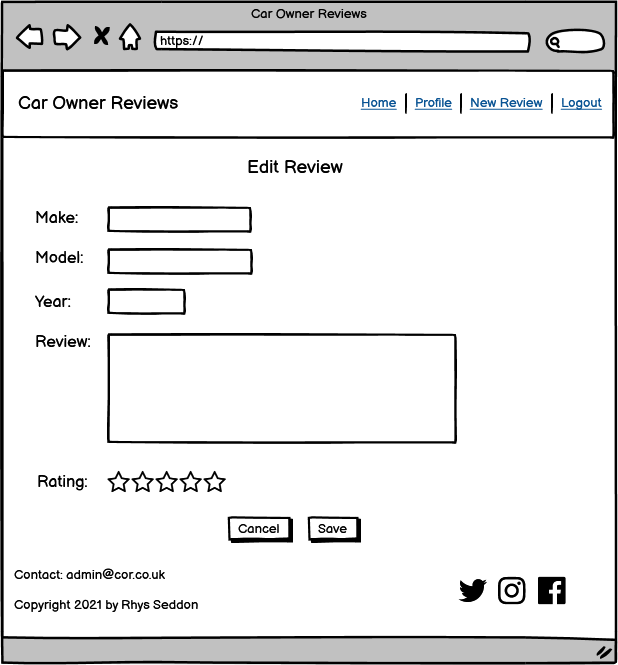 Car Owner Reviews
https://
Car Owner Reviews
Home | Profile | New Review | Logout
Edit Review
Make:
Model:
Year:
Review:
Rating:
Cancel Save
Contact: admin@cor.co.uk
Copyright 2021 by Rhys Seddon